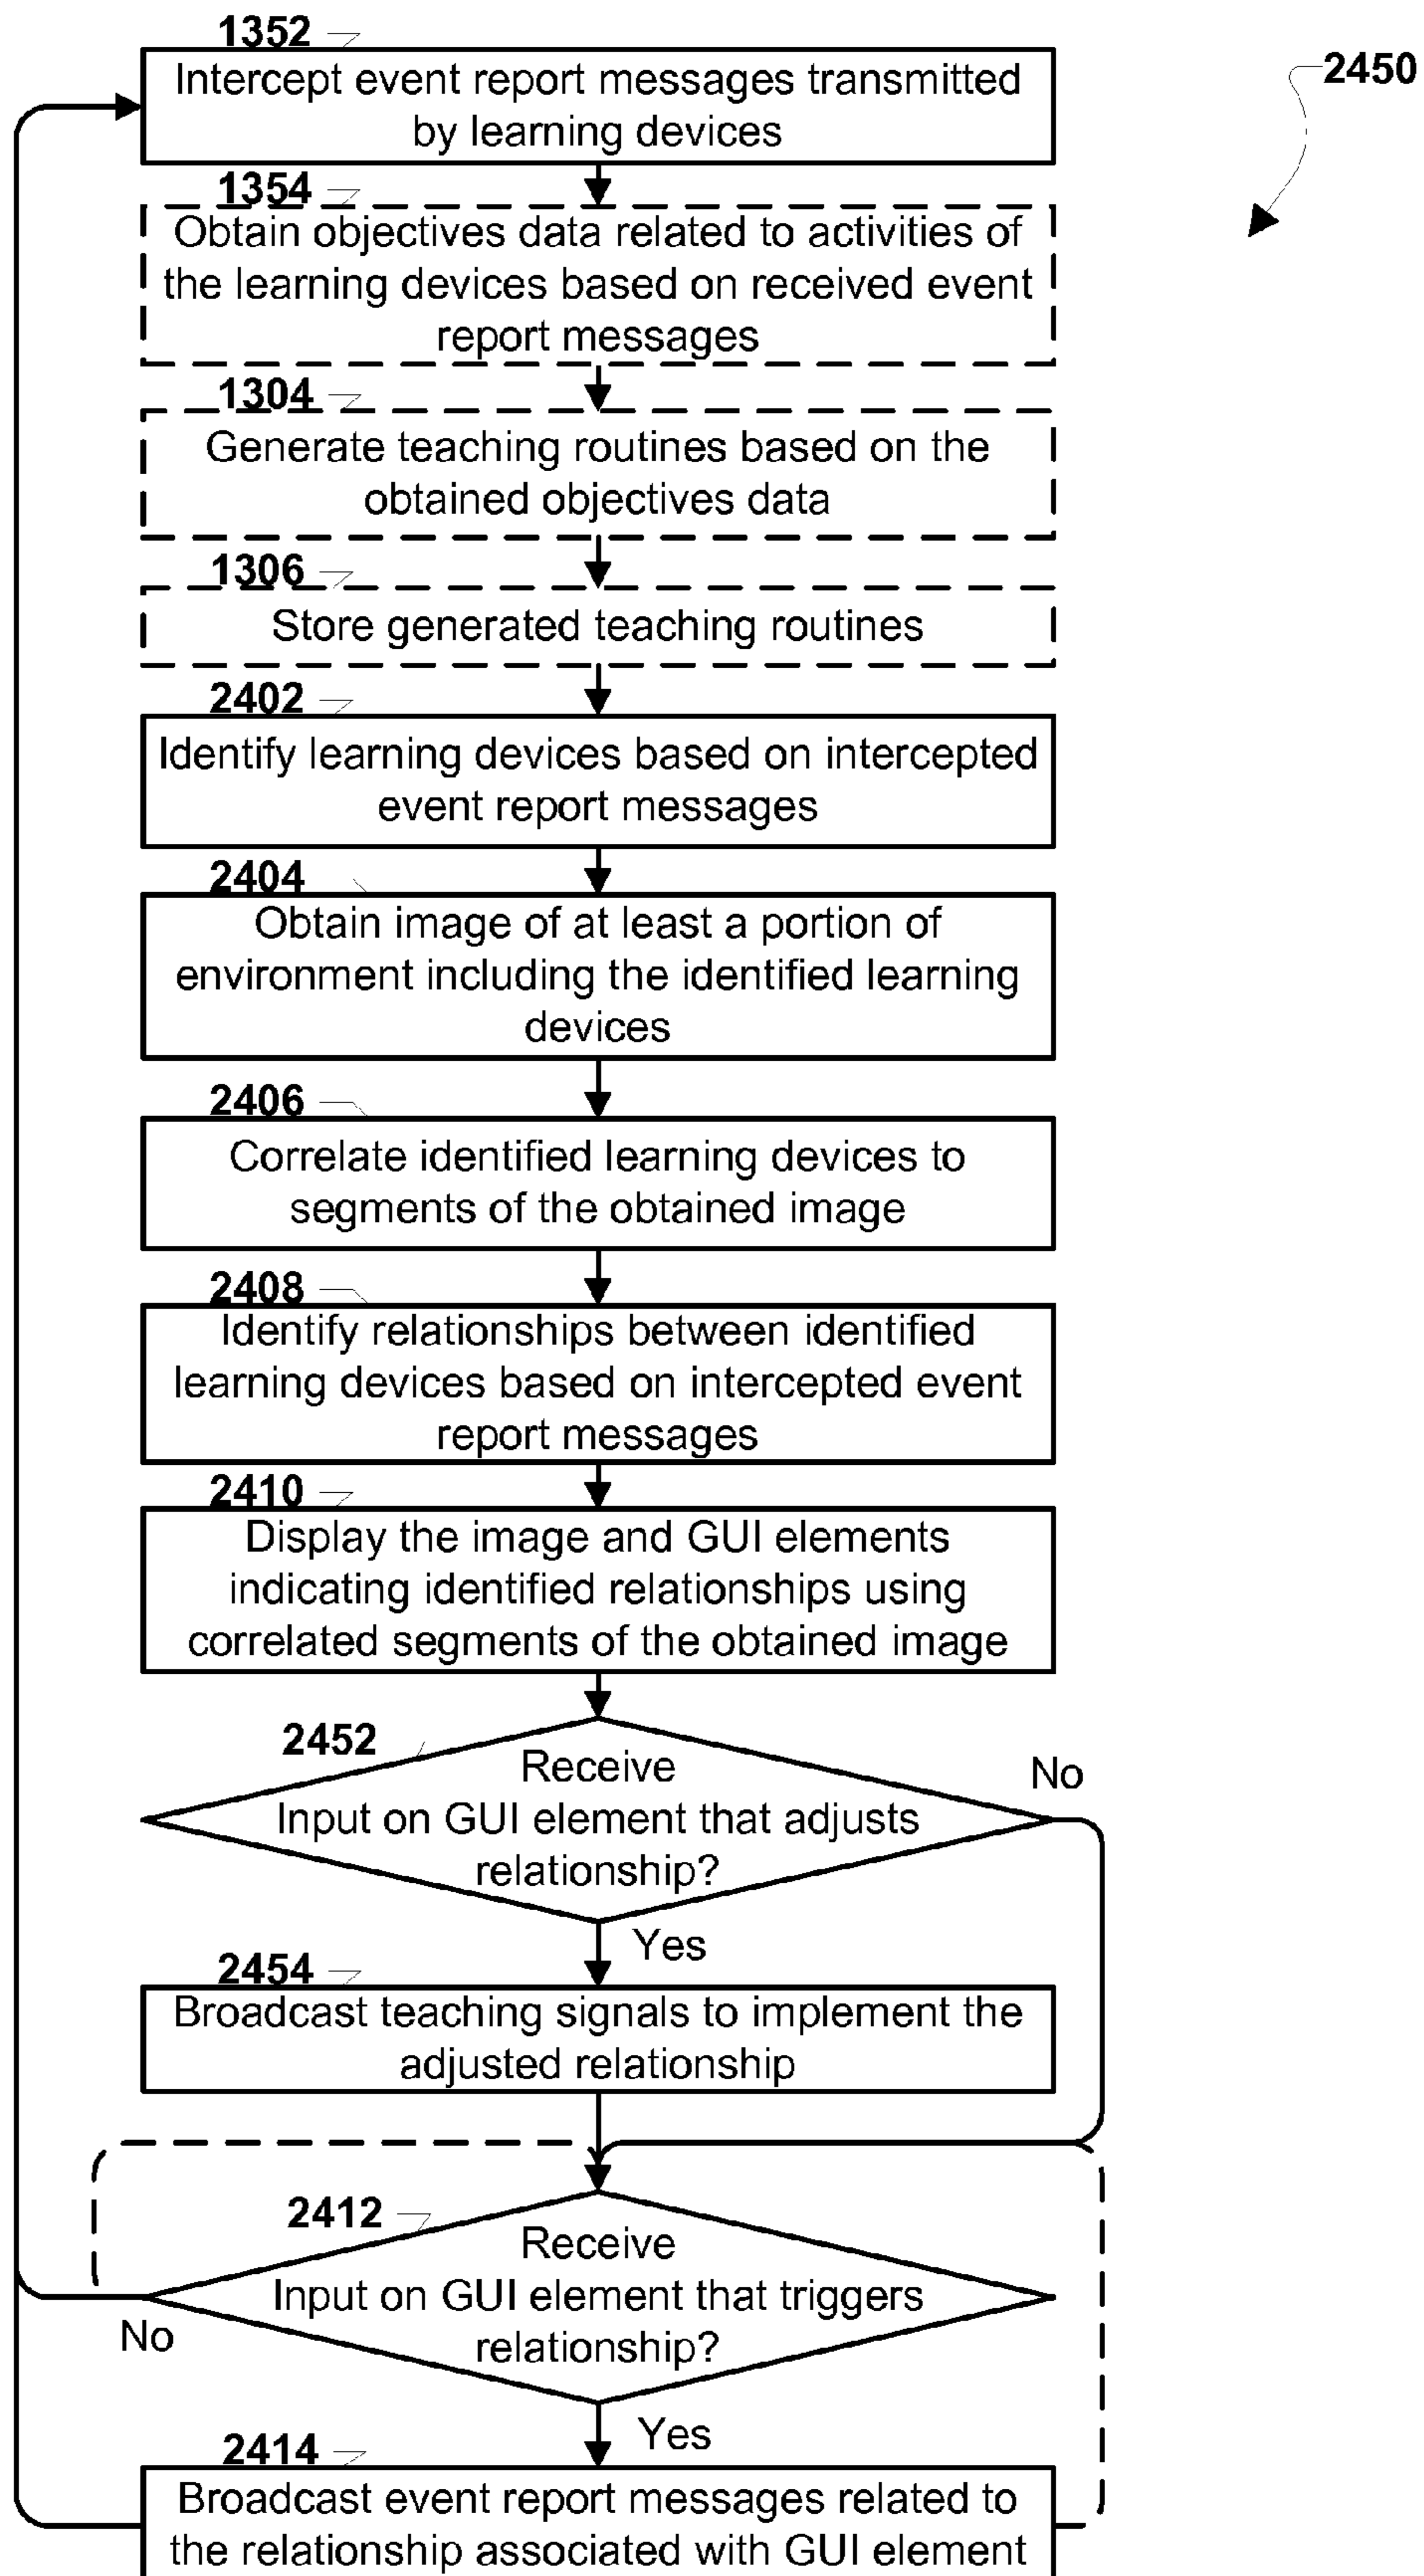 1352
2450
Intercept event report messages transmitted
by learning devices
1354
Obtain objectives data related to activities of
the learning devices based on received event
report messages
1304
Generate teaching routines based on the
obtained objectives data
1306
Store generated teaching routines
2402
Identify learning devices based on intercepted
event report messages
2404
Obtain image of at least a portion of
environment including the identified learning
devices
2406
Correlate identified learning devices to
segments of the obtained image
2408
Identify relationships between identified
learning devices based on intercepted event
report messages
2410
Display the image and GUI elements
indicating identified relationships using
correlated segments of the obtained image
2452
Receive
Input on GUI element that adjusts
relationship?
No
Yes
2454
Broadcast teaching signals to implement the
adjusted relationship
2412
Receive
Input on GUI element that triggers
relationship?
No
Yes
2414
Broadcast event report messages related to
the relationship associated with GUI element